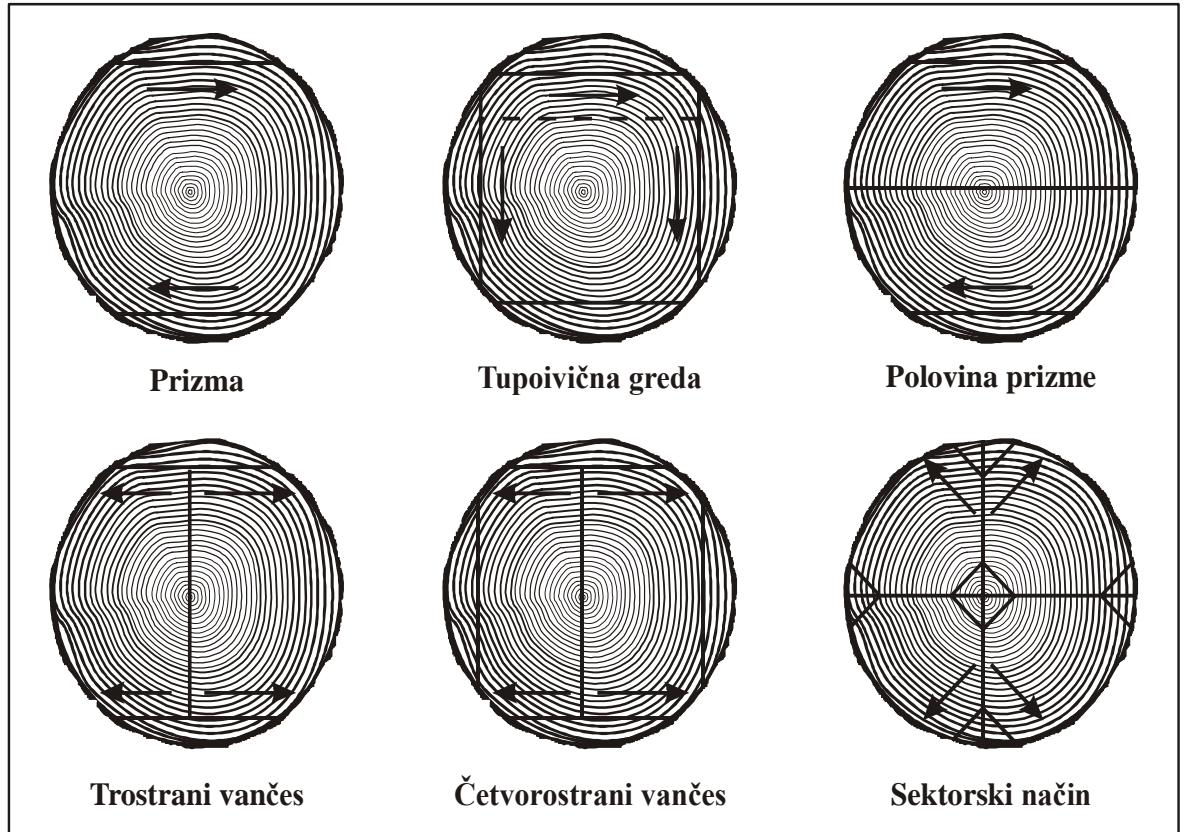 Prizma
Tupoivična greda
Polovina prizme
Trostrani vančes
Četvorostrani vančes
Sektorski način